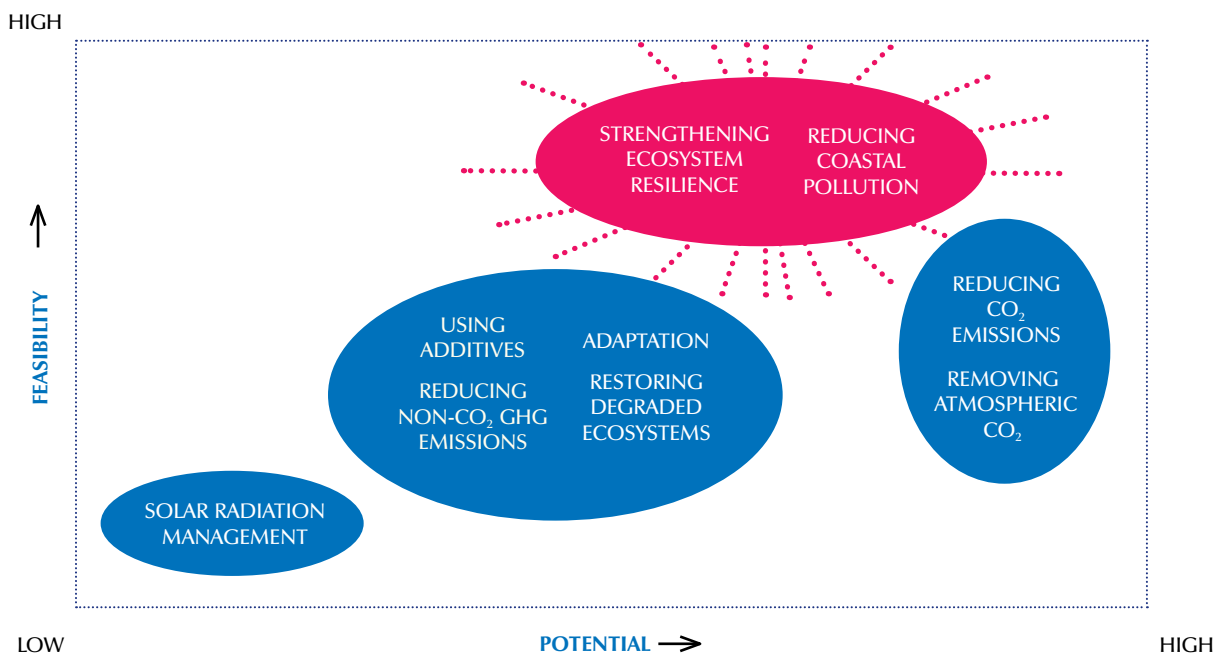 HIGH
STRENGTHENING
ECOSYSTEM
RESILIENCE
REDUCING
COASTAL
POLLUTION
FEASIBILITY
REDUCING
CO₂
EMISSIONS
REMOVING
ATMOSPHERIC
CO₂
USING
ADDITIVES
ADAPTATION
REDUCING
NON-CO₂ GHG
EMISSIONS
RESTORING
DEGRADED
ECOSYSTEMS
SOLAR RADIATION
MANAGEMENT
LOW
POTENTIAL
HIGH